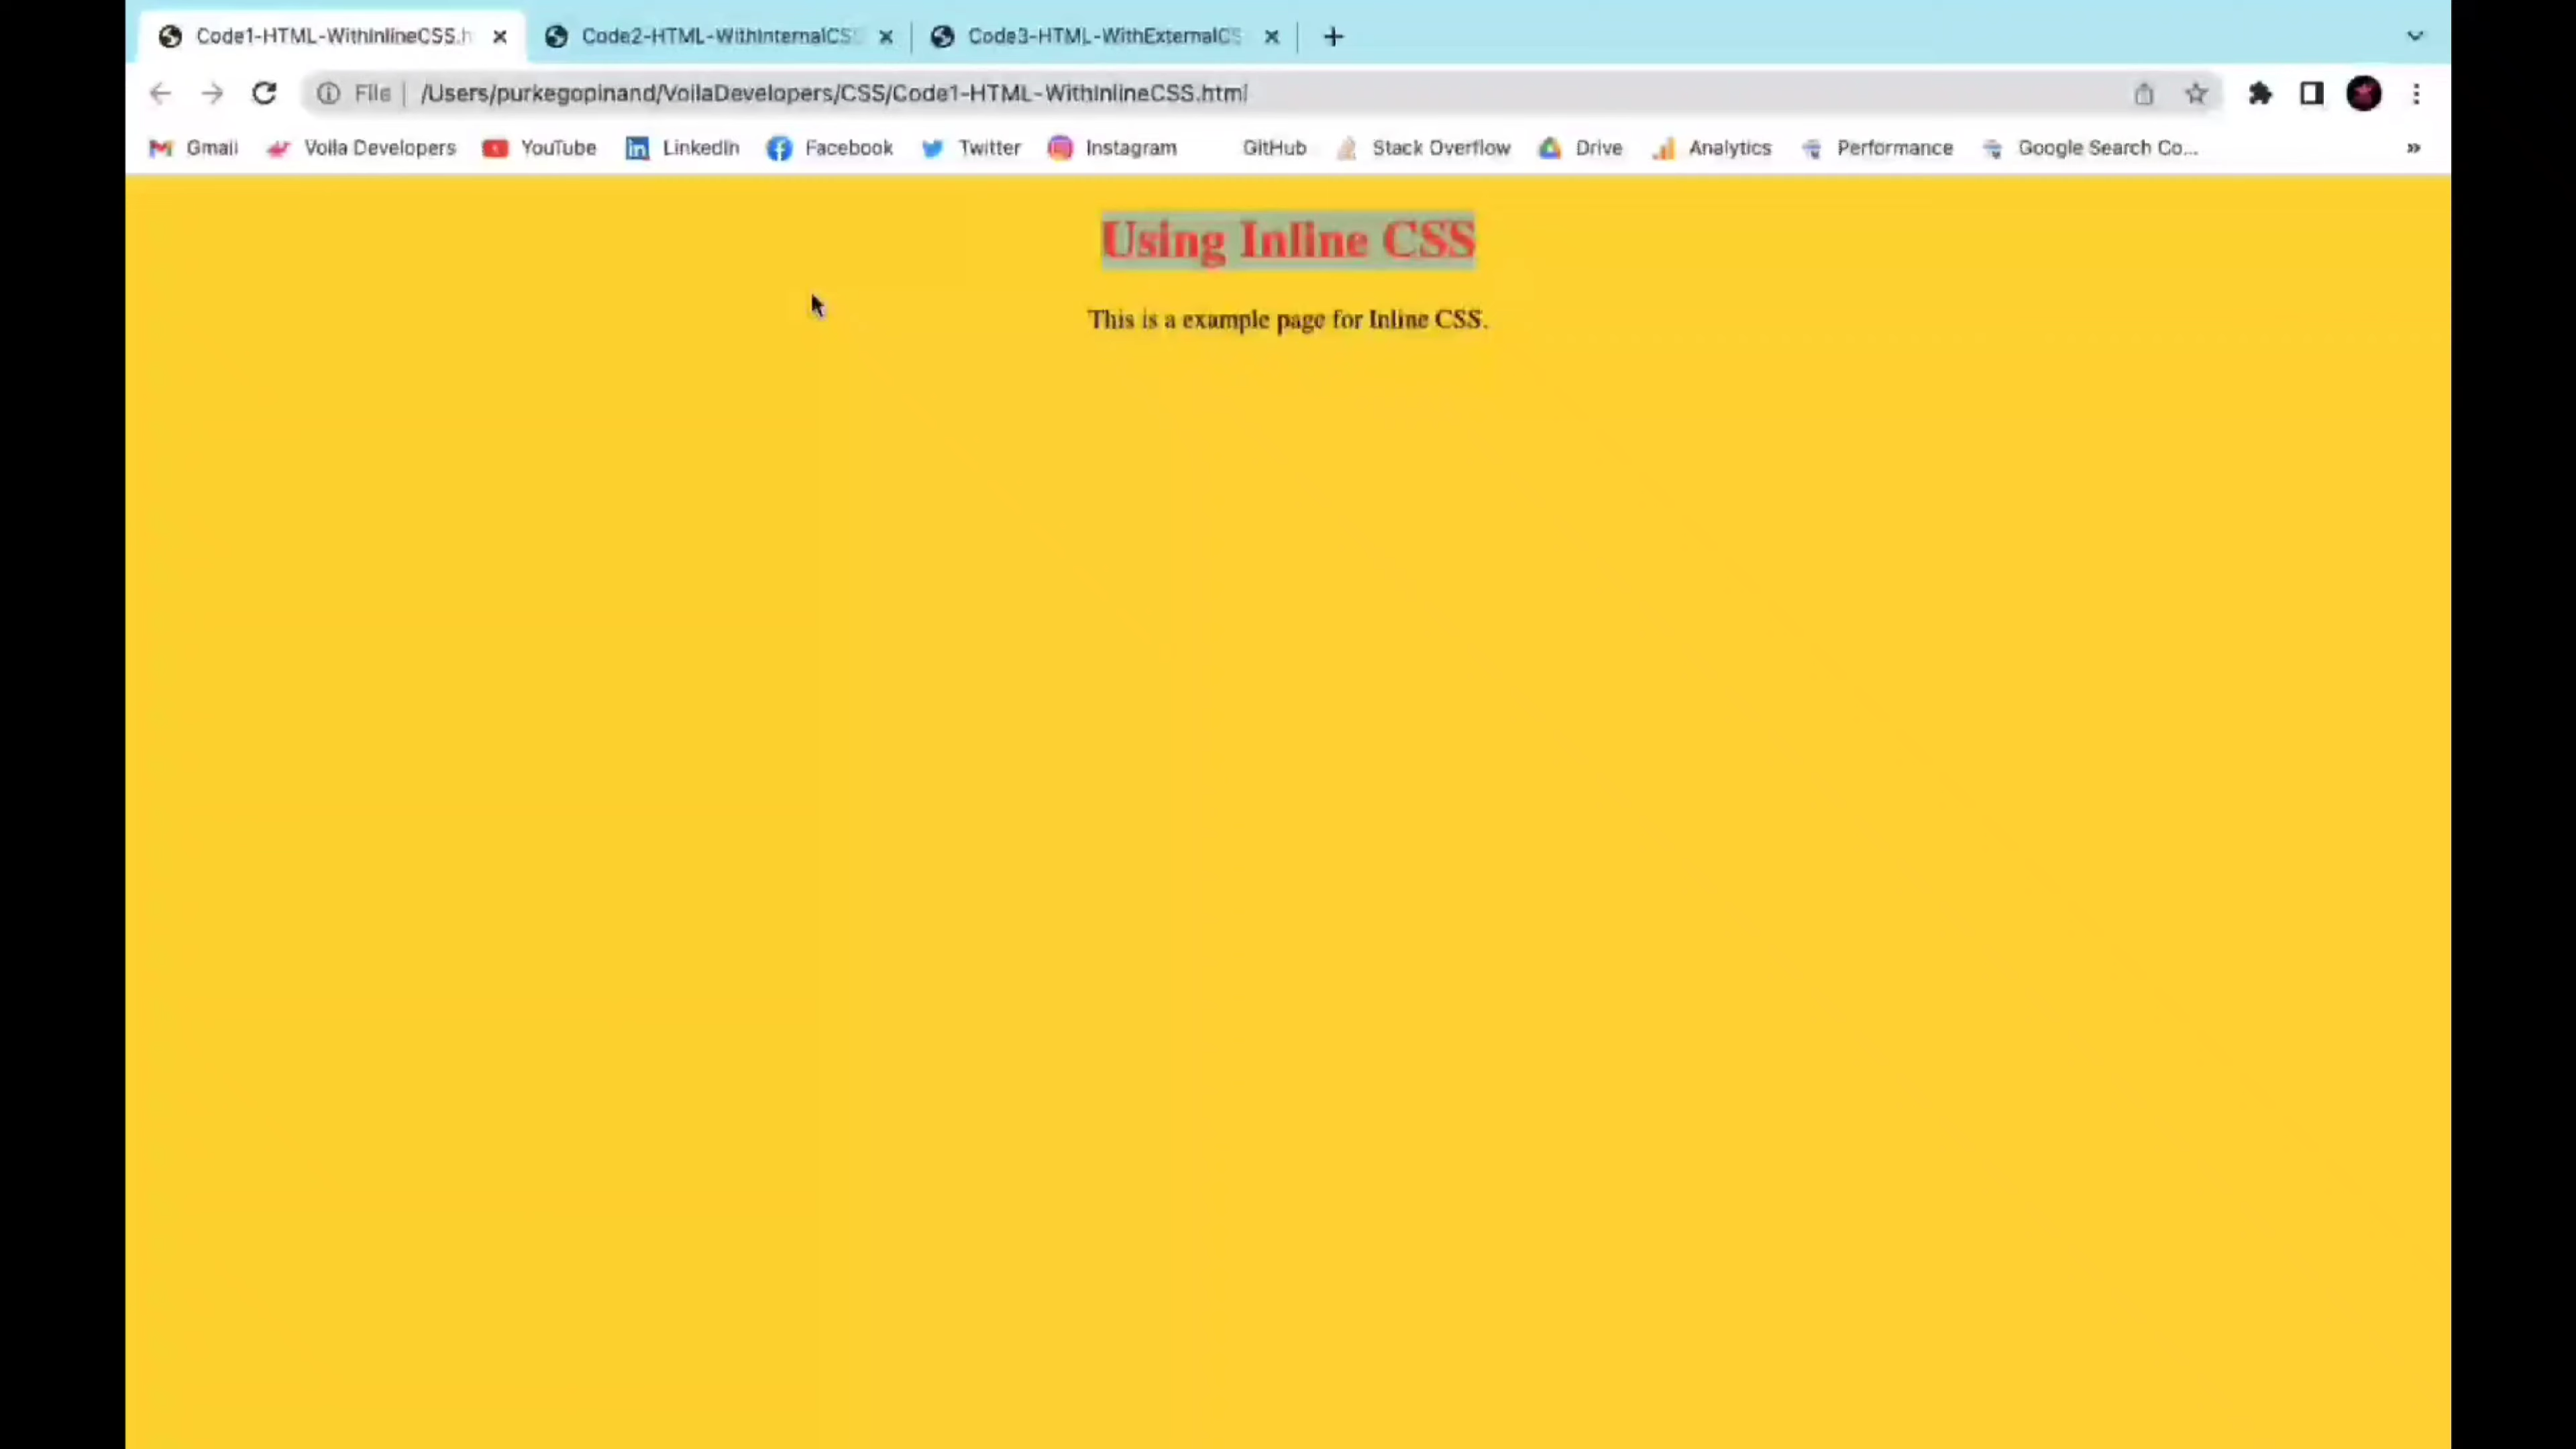 Code1-HTML-WithInlineCSS.h
Code2-HTML-WithInternalCS
Code3-HTML-WithExternalCS
File | /Users/purkegopinand/VoilaDevelopers/CSS/Code1-HTML-WithInlineCSS.html
Gmail Voila Developers YouTube LinkedIn Facebook Twitter Instagram GitHub Stack Overflow Drive Analytics Performance Google Search Co...
Using Inline CSS
This is a example page for Inline CSS.